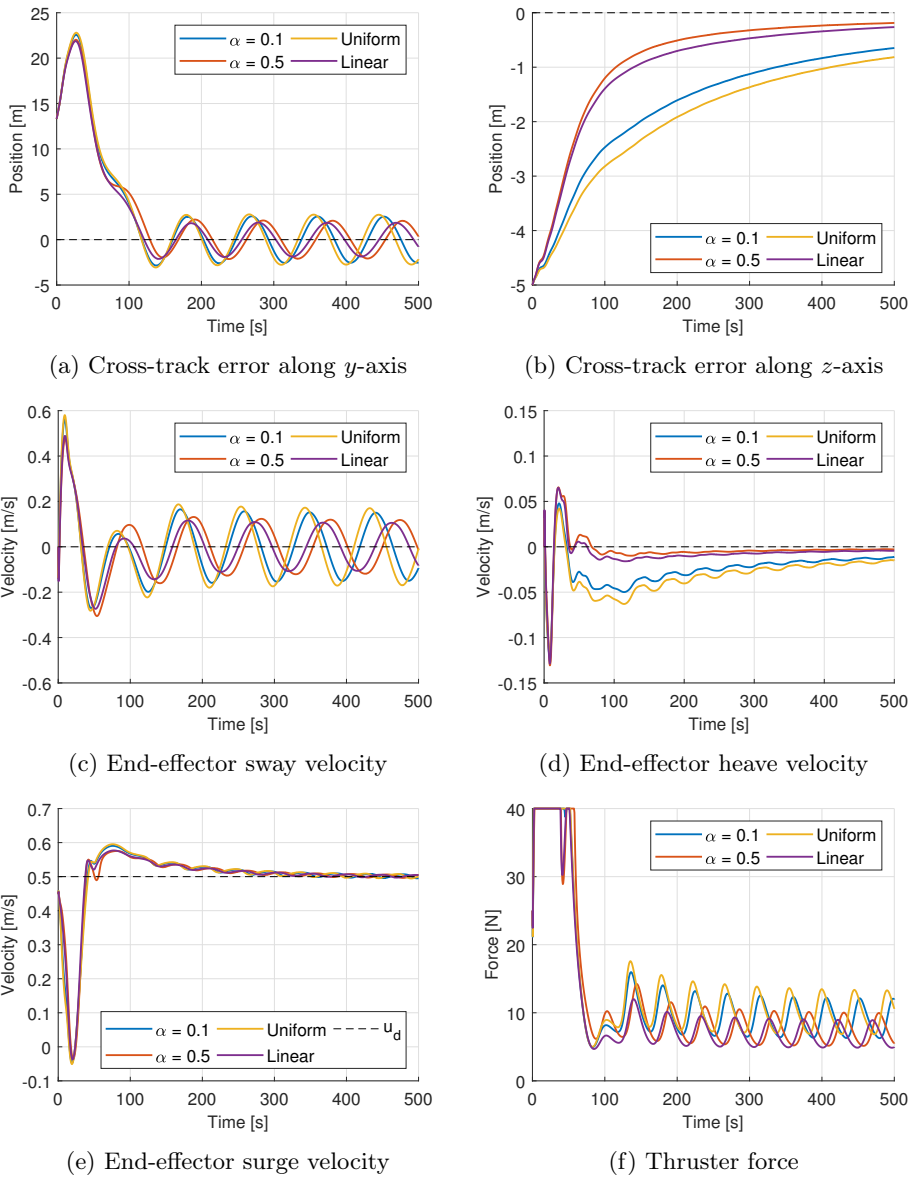 25
20
15
10
5
0
-5
Position [m]
α = 0.1 Uniform
α = 0.5 Linear
0 100 200 300 400 500
Time [s]
(a) Cross-track error along y-axis
0
-1
-2
-3
-4
-5
Position [m]
α = 0.1 Uniform
α = 0.5 Linear
0 100 200 300 400 500
Time [s]
(b) Cross-track error along z-axis
0.6
0.4
0.2
0
-0.2
-0.4
-0.6
Velocity [m/s]
α = 0.1 Uniform
α = 0.5 Linear
0 100 200 300 400 500
Time [s]
(c) End-effector sway velocity
0.15
0.1
0.05
0
-0.05
-0.1
-0.15
Velocity [m/s]
α = 0.1 Uniform
α = 0.5 Linear
0 100 200 300 400 500
Time [s]
(d) End-effector heave velocity
0.7
0.6
0.5
0.4
0.3
0.2
0.1
0
-0.1
Velocity [m/s]
α = 0.1 Uniform u_d
α = 0.5 Linear
0 100 200 300 400 500
Time [s]
(e) End-effector surge velocity
40
30
20
10
0
Force [N]
α = 0.1 Uniform
α = 0.5 Linear
0 100 200 300 400 500
Time [s]
(f) Thruster force